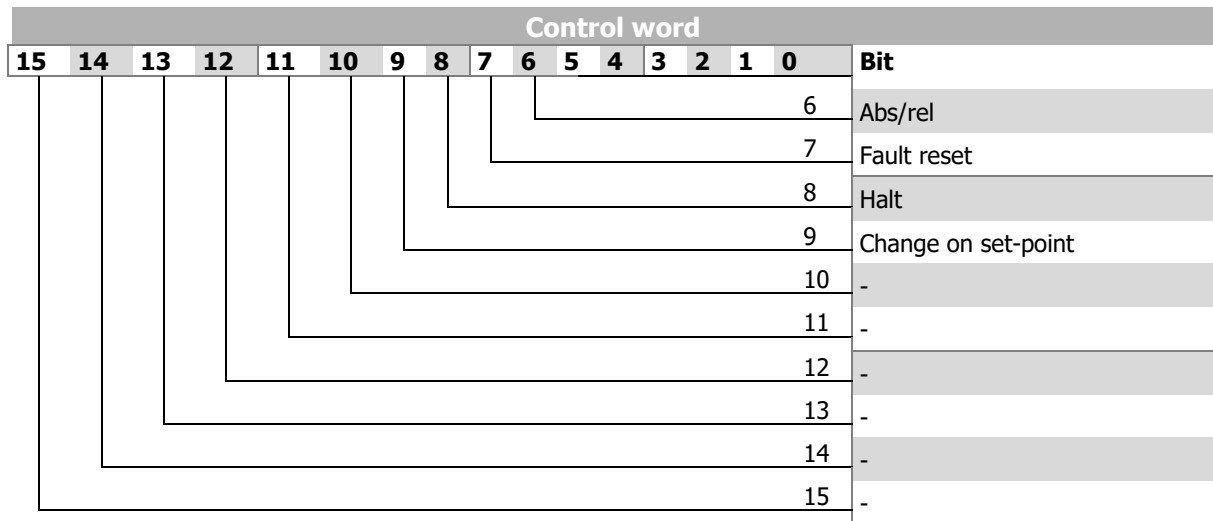 Control word
15 14 13 12 11 10 9 8 7 6 5 4 3 2 1 0 Bit
6 Abs/rel
7 Fault reset
8 Halt
9 Change on set-point
10 -
11 -
12 -
13 -
14 -
15 -